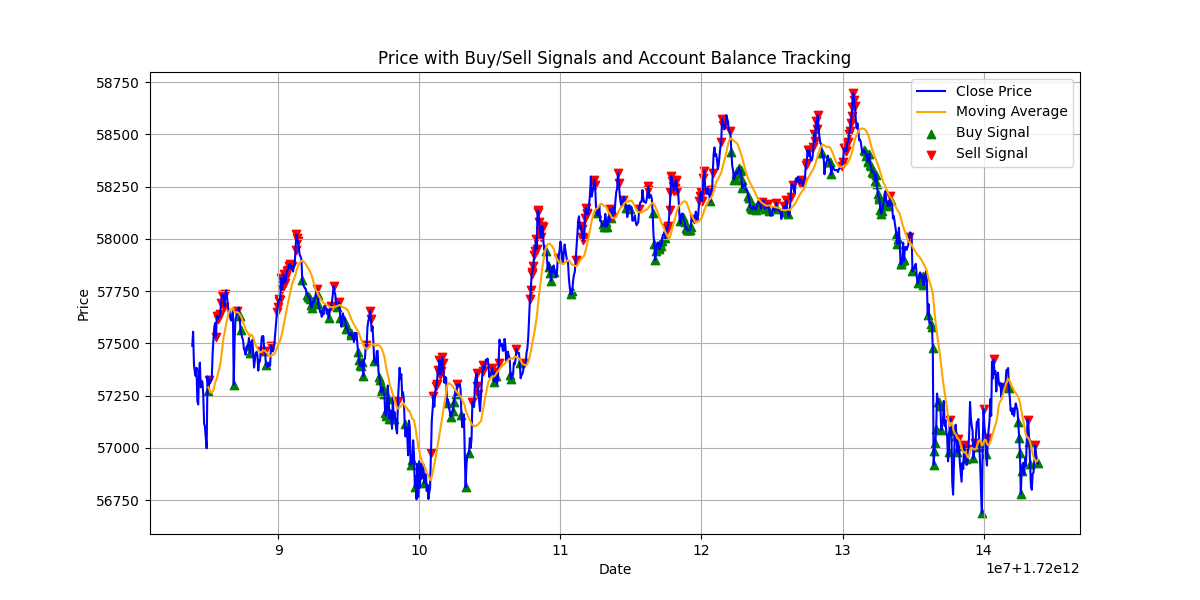 Price with Buy/Sell Signals and Account Balance Tracking
58750
58500
58250
58000
57750
57500
57250
57000
56750
Price
Close Price
Moving Average
Buy Signal
Sell Signal
9 10 11 12 13 14
Date
1e7+1.72e12